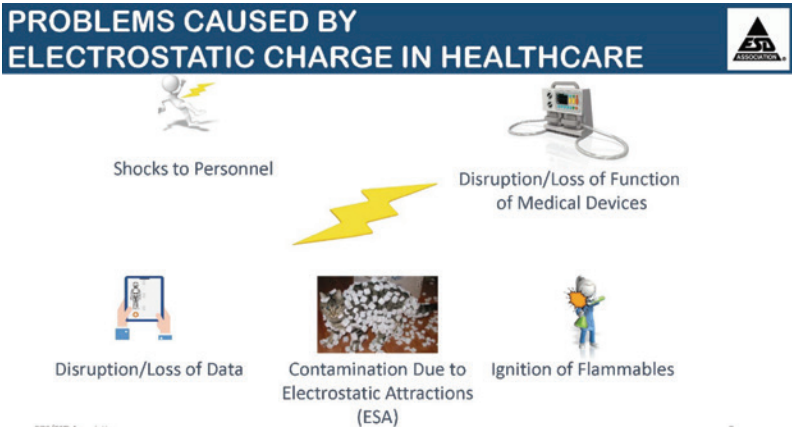 PROBLEMS CAUSED BY
ELECTROSTATIC CHARGE IN HEALTHCARE
ESD
ASSOCIATION
Shocks to Personnel
Disruption/Loss of Function
of Medical Devices
Disruption/Loss of Data
Contamination Due to
Electrostatic Attractions
(ESA)
Ignition of Flammables